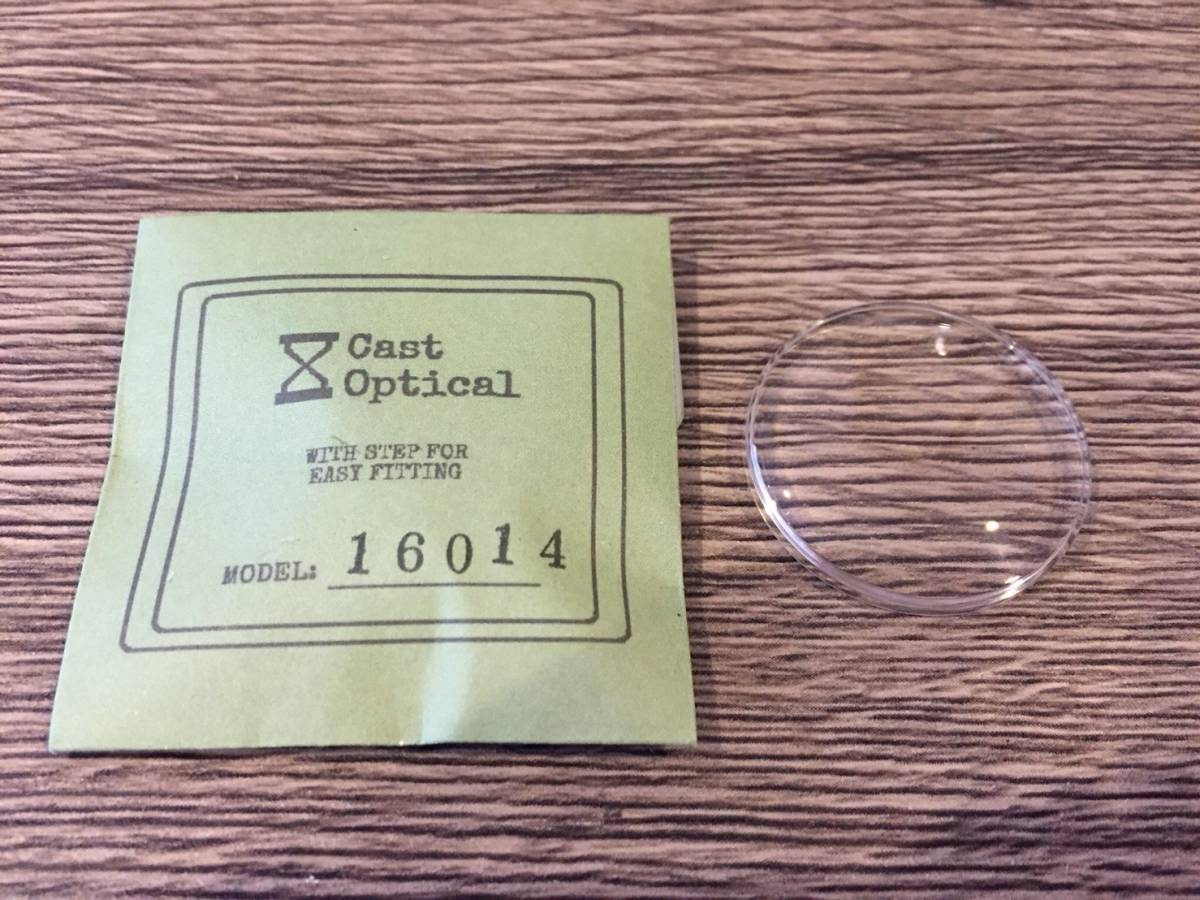 Cast
Optical
WITH STEP FOR
EASY FITTING
MODEL: 16014